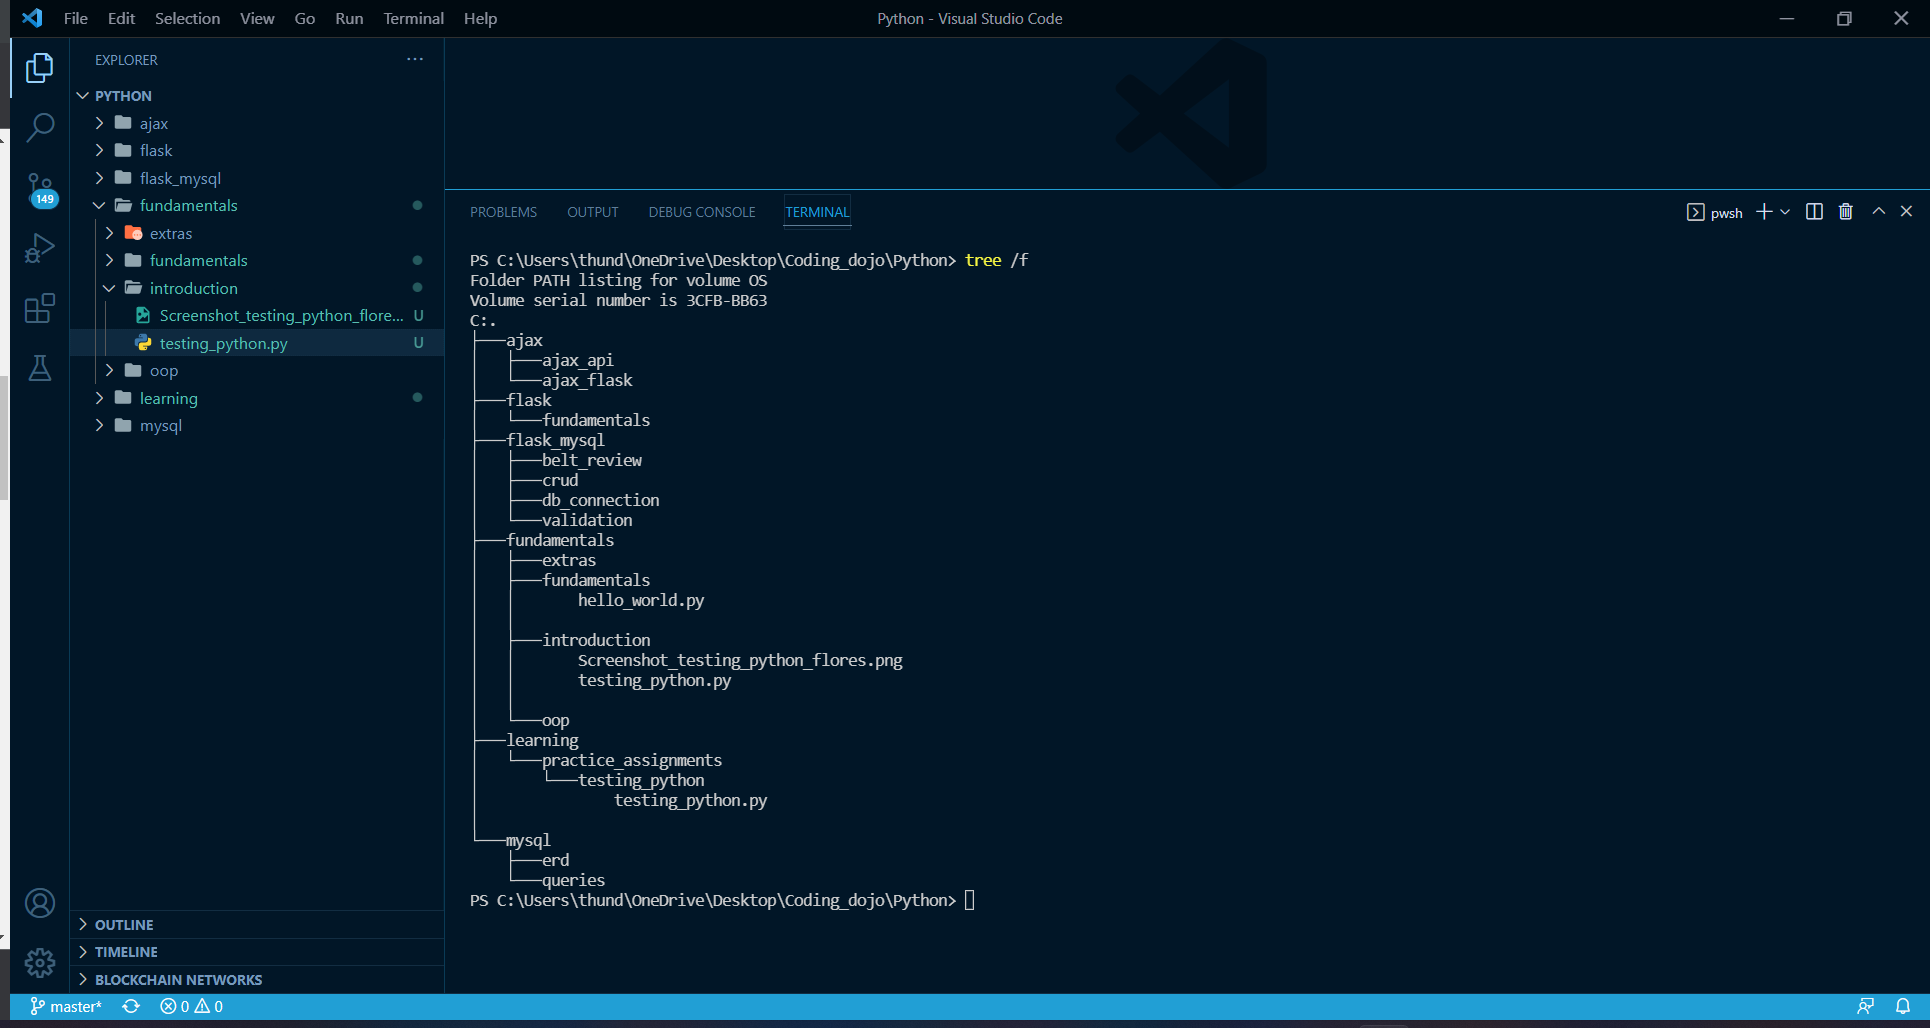 File Edit Selection View Go Run Terminal Help
Python - Visual Studio Code
EXPLORER
PYTHON
ajax
flask
flask_mysql
149
fundamentals
extras
fundamentals
introduction
Screenshot_testing_python_flore... U
testing_python.py U
oop
learning
mysql
OUTLINE
TIMELINE
BLOCKCHAIN NETWORKS
PROBLEMS OUTPUT DEBUG CONSOLE TERMINAL
pwsh
PS C:\Users\thund\OneDrive\Desktop\Coding_dojo\Python> tree /f
Folder PATH listing for volume OS
Volume serial number is 3CFB-BB63
C:.
├───ajax
│   ├───ajax_api
│   └───ajax_flask
├───flask
│   └───fundamentals
├───flask_mysql
│   ├───belt_review
│   ├───crud
│   ├───db_connection
│   └───validation
├───fundamentals
│   ├───extras
│   ├───fundamentals
│   │       hello_world.py
│   │
│   ├───introduction
│   │       Screenshot_testing_python_flores.png
│   │       testing_python.py
│   │
│   └───oop
├───learning
│   └───practice_assignments
│       └───testing_python
│               testing_python.py
│
└───mysql
    ├───erd
    └───queries
PS C:\Users\thund\OneDrive\Desktop\Coding_dojo\Python>
master* 0 0